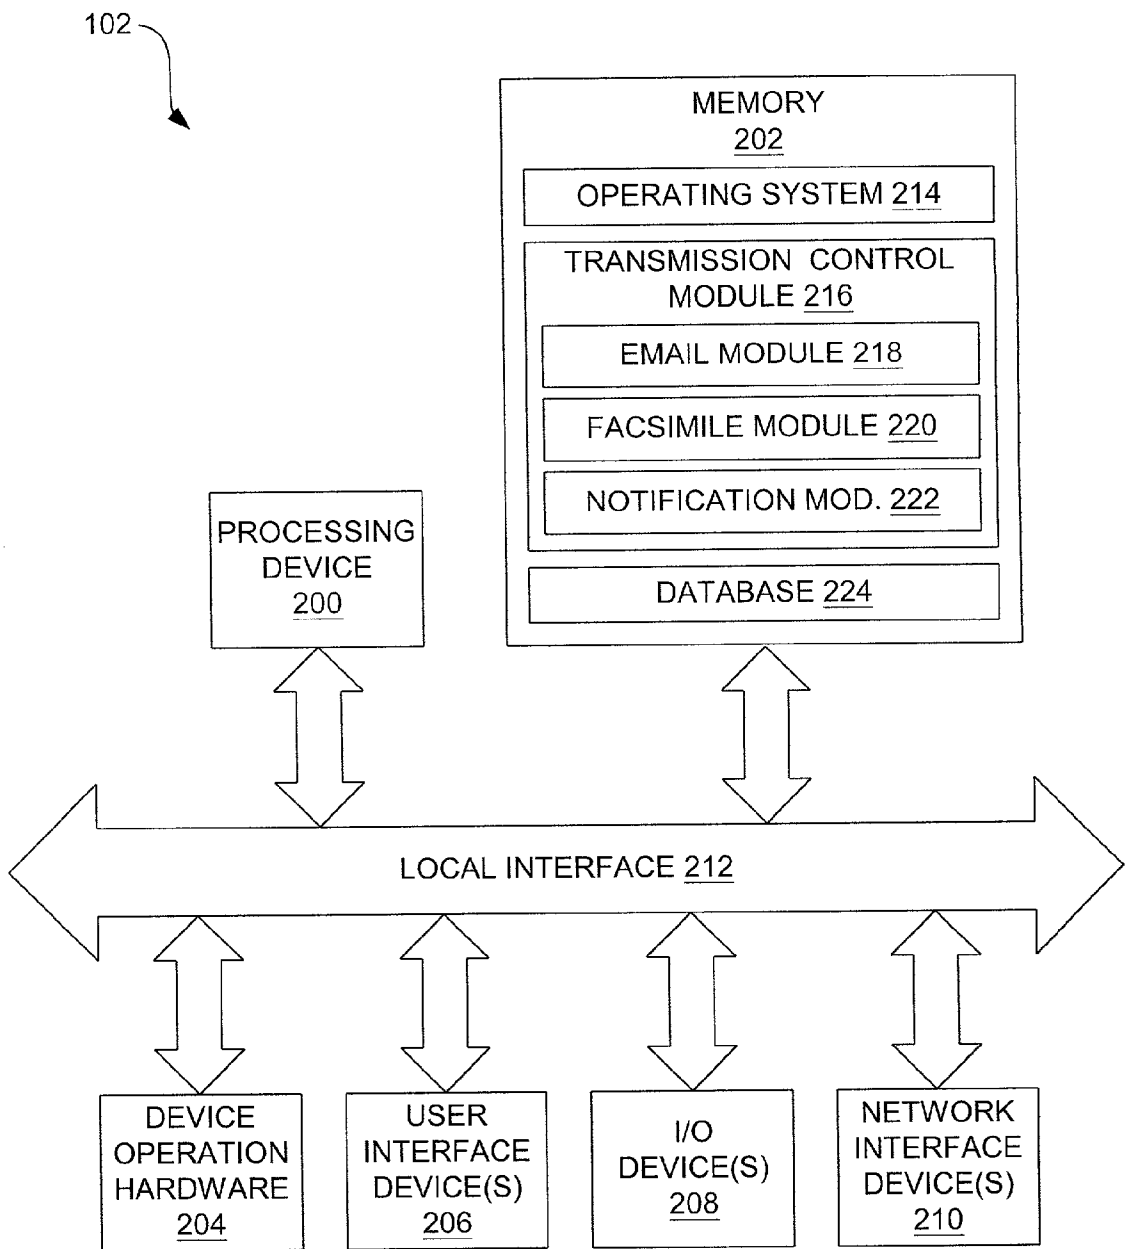 102
MEMORY
202
OPERATING SYSTEM 214
TRANSMISSION CONTROL
MODULE 216
EMAIL MODULE 218
FACSIMILE MODULE 220
NOTIFICATION MOD. 222
DATABASE 224
PROCESSING
DEVICE
200
LOCAL INTERFACE 212
DEVICE
OPERATION
HARDWARE
204
USER
INTERFACE
DEVICE(S)
206
I/O
DEVICE(S)
208
NETWORK
INTERFACE
DEVICE(S)
210